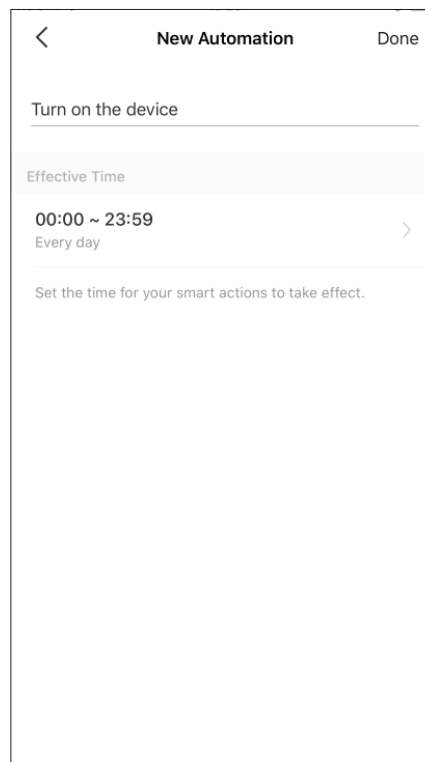 New Automation
Done
Turn on the device
Effective Time
00:00 ~ 23:59
Every day
Set the time for your smart actions to take effect.